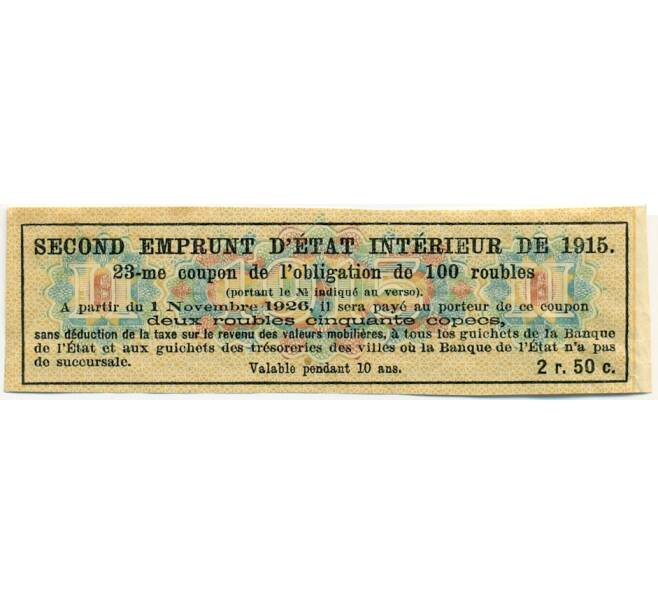 SECOND EMPRUNT D'ÉTAT INTÉRIEUR DE 1915.
23-me coupon de l'obligation de 100 roubles
(portant le № indiqué au verso).
A partir du 1 Novembre 1926, il sera payé au porteur de ce coupon
deux roubles cinquante copecs,
sans déduction de la taxe sur le revenu des valeurs mobilières, à tous les guichets de la Banque
de l'État et aux guichets des trésoreries des villes où la Banque de l'État n'a pas
de succursale.
Valable pendant 10 ans.
2 r. 50 c.